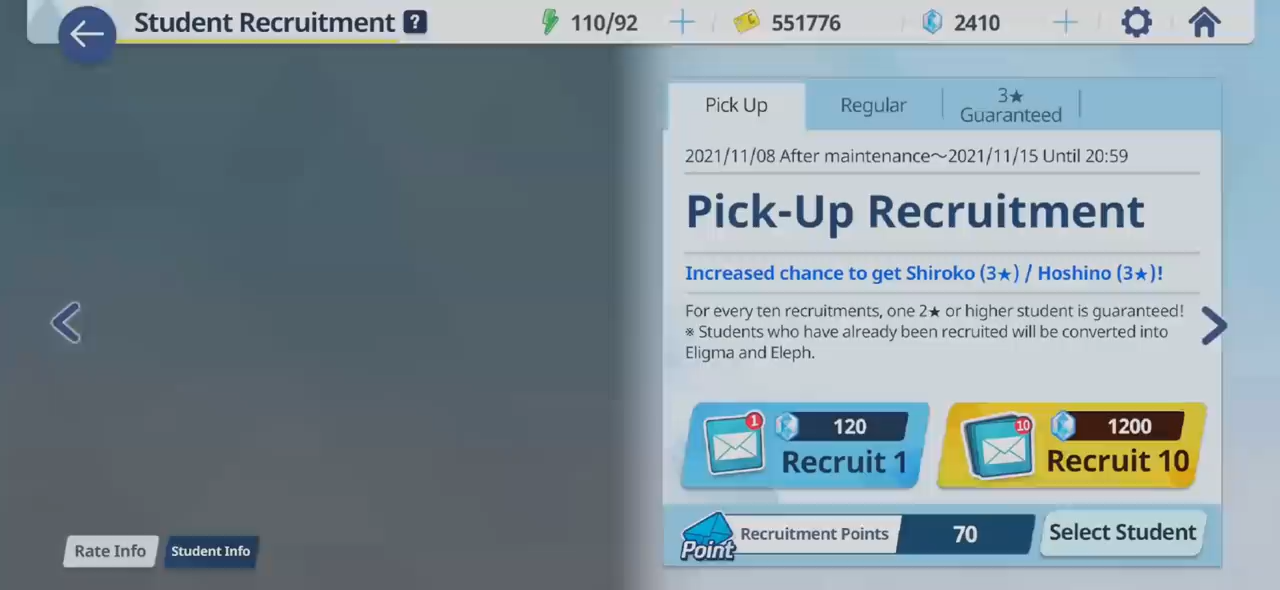 Student Recruitment ?
110/92
551776
2410
Pick Up
Regular
3★
Guaranteed
2021/11/08 After maintenance～2021/11/15 Until 20:59
Pick-Up Recruitment
Increased chance to get Shiroko (3★) / Hoshino (3★)!
For every ten recruitments, one 2★ or higher student is guaranteed!
※ Students who have already been recruited will be converted into
Eligma and Eleph.
1
120
Recruit 1
10
1200
Recruit 10
Point
Recruitment Points
70
Select Student
Rate Info
Student Info